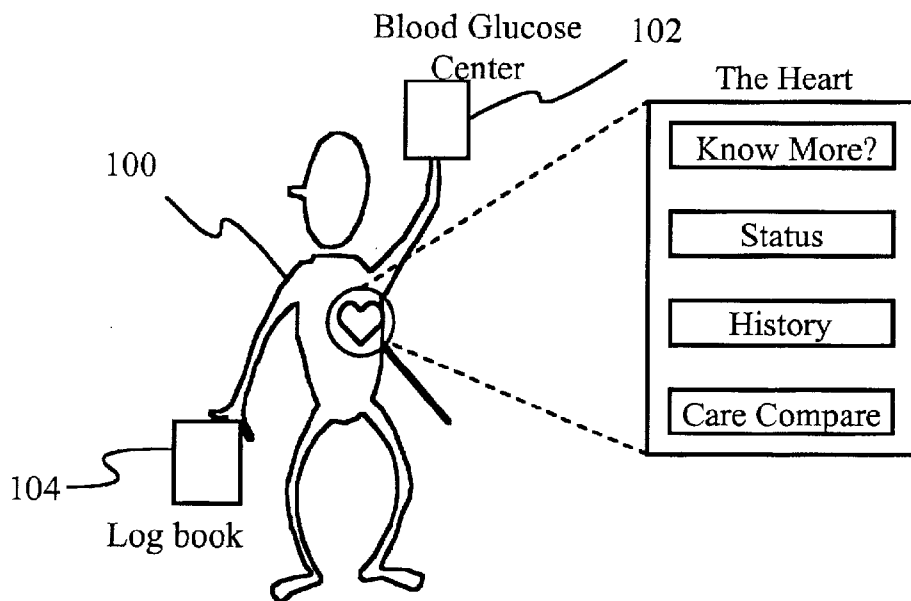 Blood Glucose
Center
102
The Heart
Know More?
100
Status
History
Care Compare
104
Log book